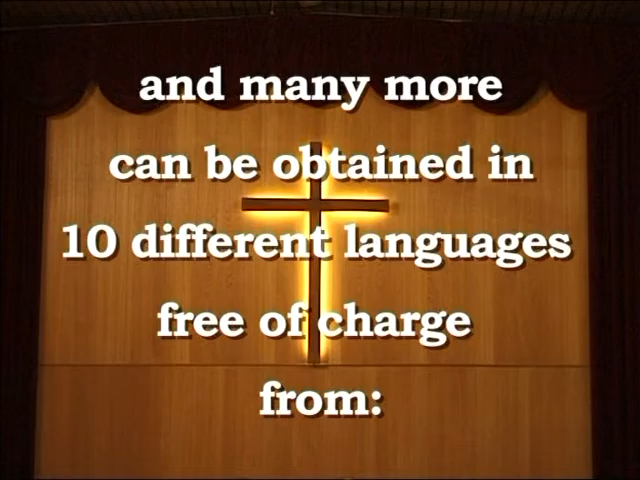 and many more
can be obtained in
10 different languages
free of charge
from: